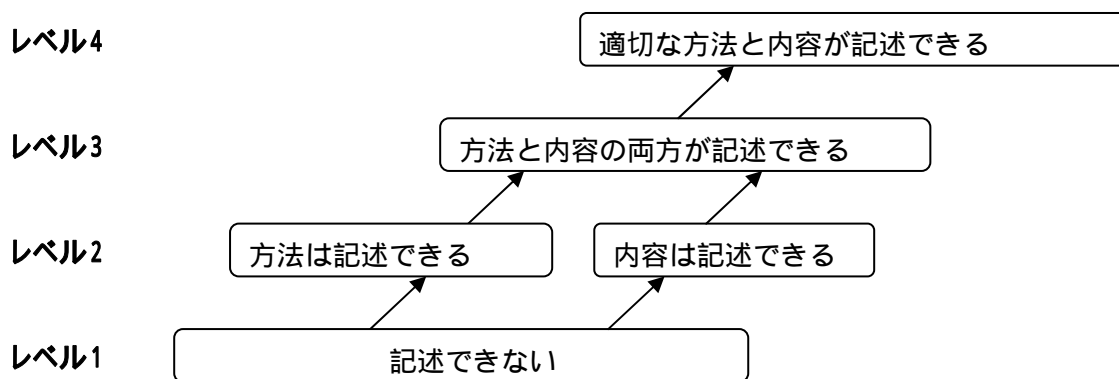 レベル4
適切な方法と内容が記述できる
レベル3
方法と内容の両方が記述できる
レベル2
方法は記述できる
内容は記述できる
レベル1
記述できない